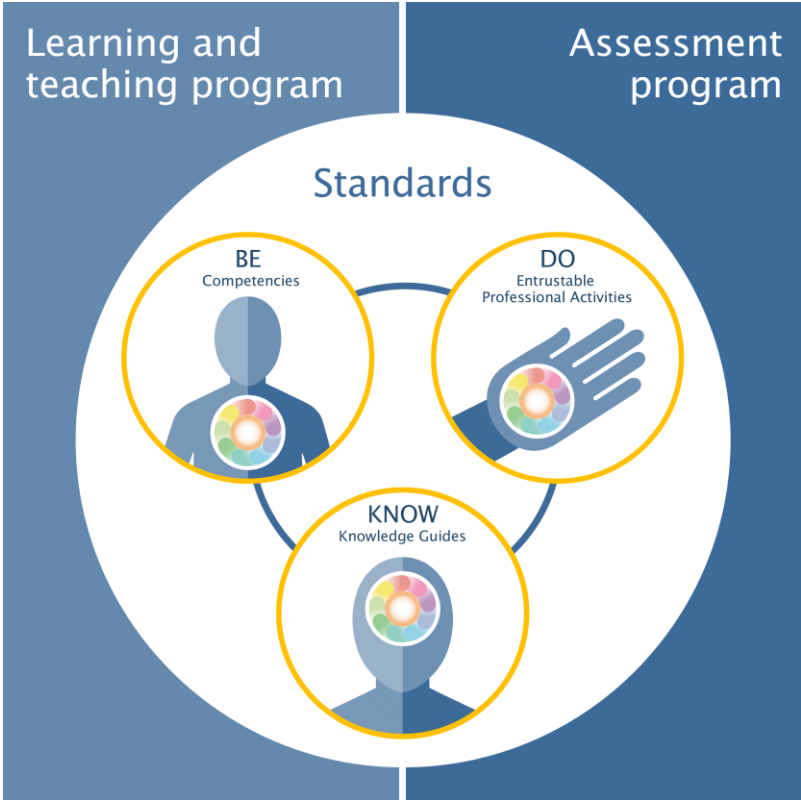 Learning and
teaching program
Assessment
program
Standards
BE
Competencies
DO
Entrustable
Professional Activities
KNOW
Knowledge Guides